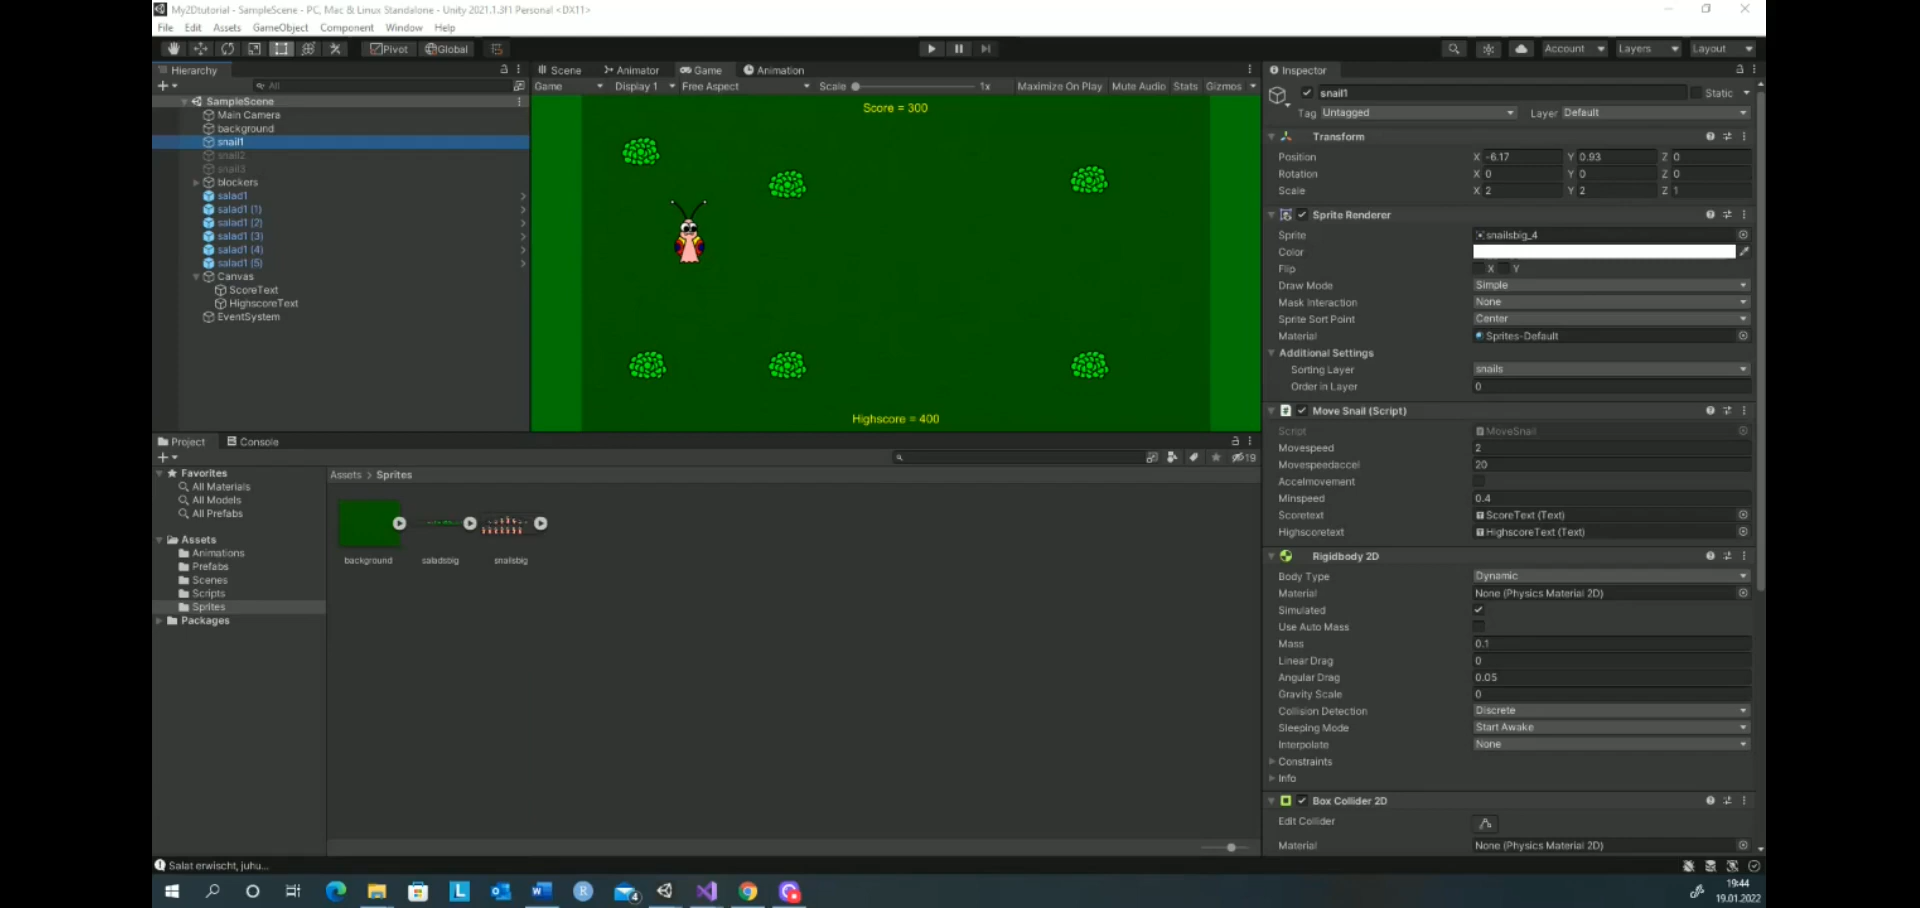 My2Dtutorial - SampleScene - PC, Mac & Linux Standalone - Unity 2021.1.3f1 Personal <DX11>
File Edit Assets GameObject Component Window Help
Pivot Global Account Layers Layout
Hierarchy
All
SampleScene
Main Camera
background
snail1
snail2
snail3
blockers
salad1
salad1 (1)
salad1 (2)
salad1 (3)
salad1 (4)
salad1 (5)
Canvas
ScoreText
HighscoreText
EventSystem
Scene Animator Game Animation
Game Display 1 Free Aspect Scale 1x Maximize On Play Mute Audio Stats Gizmos
Score = 300
Highscore = 400
Project Console
19
Favorites
All Materials
All Models
All Prefabs
Assets
Animations
Prefabs
Scenes
Scripts
Sprites
Packages
Assets > Sprites
background saladsbig snailsbig
Inspector
snail1 Static
Tag Untagged Layer Default
Transform
Position X -6.17 Y 0.93 Z 0
Rotation X 0 Y 0 Z 0
Scale X 2 Y 2 Z 1
Sprite Renderer
Sprite snailsbig_4
Color
Flip X Y
Draw Mode Simple
Mask Interaction None
Sprite Sort Point Center
Material Sprites-Default
Additional Settings
Sorting Layer snails
Order in Layer 0
Move Snail (Script)
Script MoveSnail
Movespeed 2
Movespeedaccel 20
Accelmovement
Minspeed 0.4
Scoretext ScoreText (Text)
Highscoretext HighscoreText (Text)
Rigidbody 2D
Body Type Dynamic
Material None (Physics Material 2D)
Simulated
Use Auto Mass
Mass 0.1
Linear Drag 0
Angular Drag 0.05
Gravity Scale 0
Collision Detection Discrete
Sleeping Mode Start Awake
Interpolate None
Constraints
Info
Box Collider 2D
Edit Collider
Material None (Physics Material 2D)
Salat erwischt, juhu...
L W R 4
19:44
19.01.2022